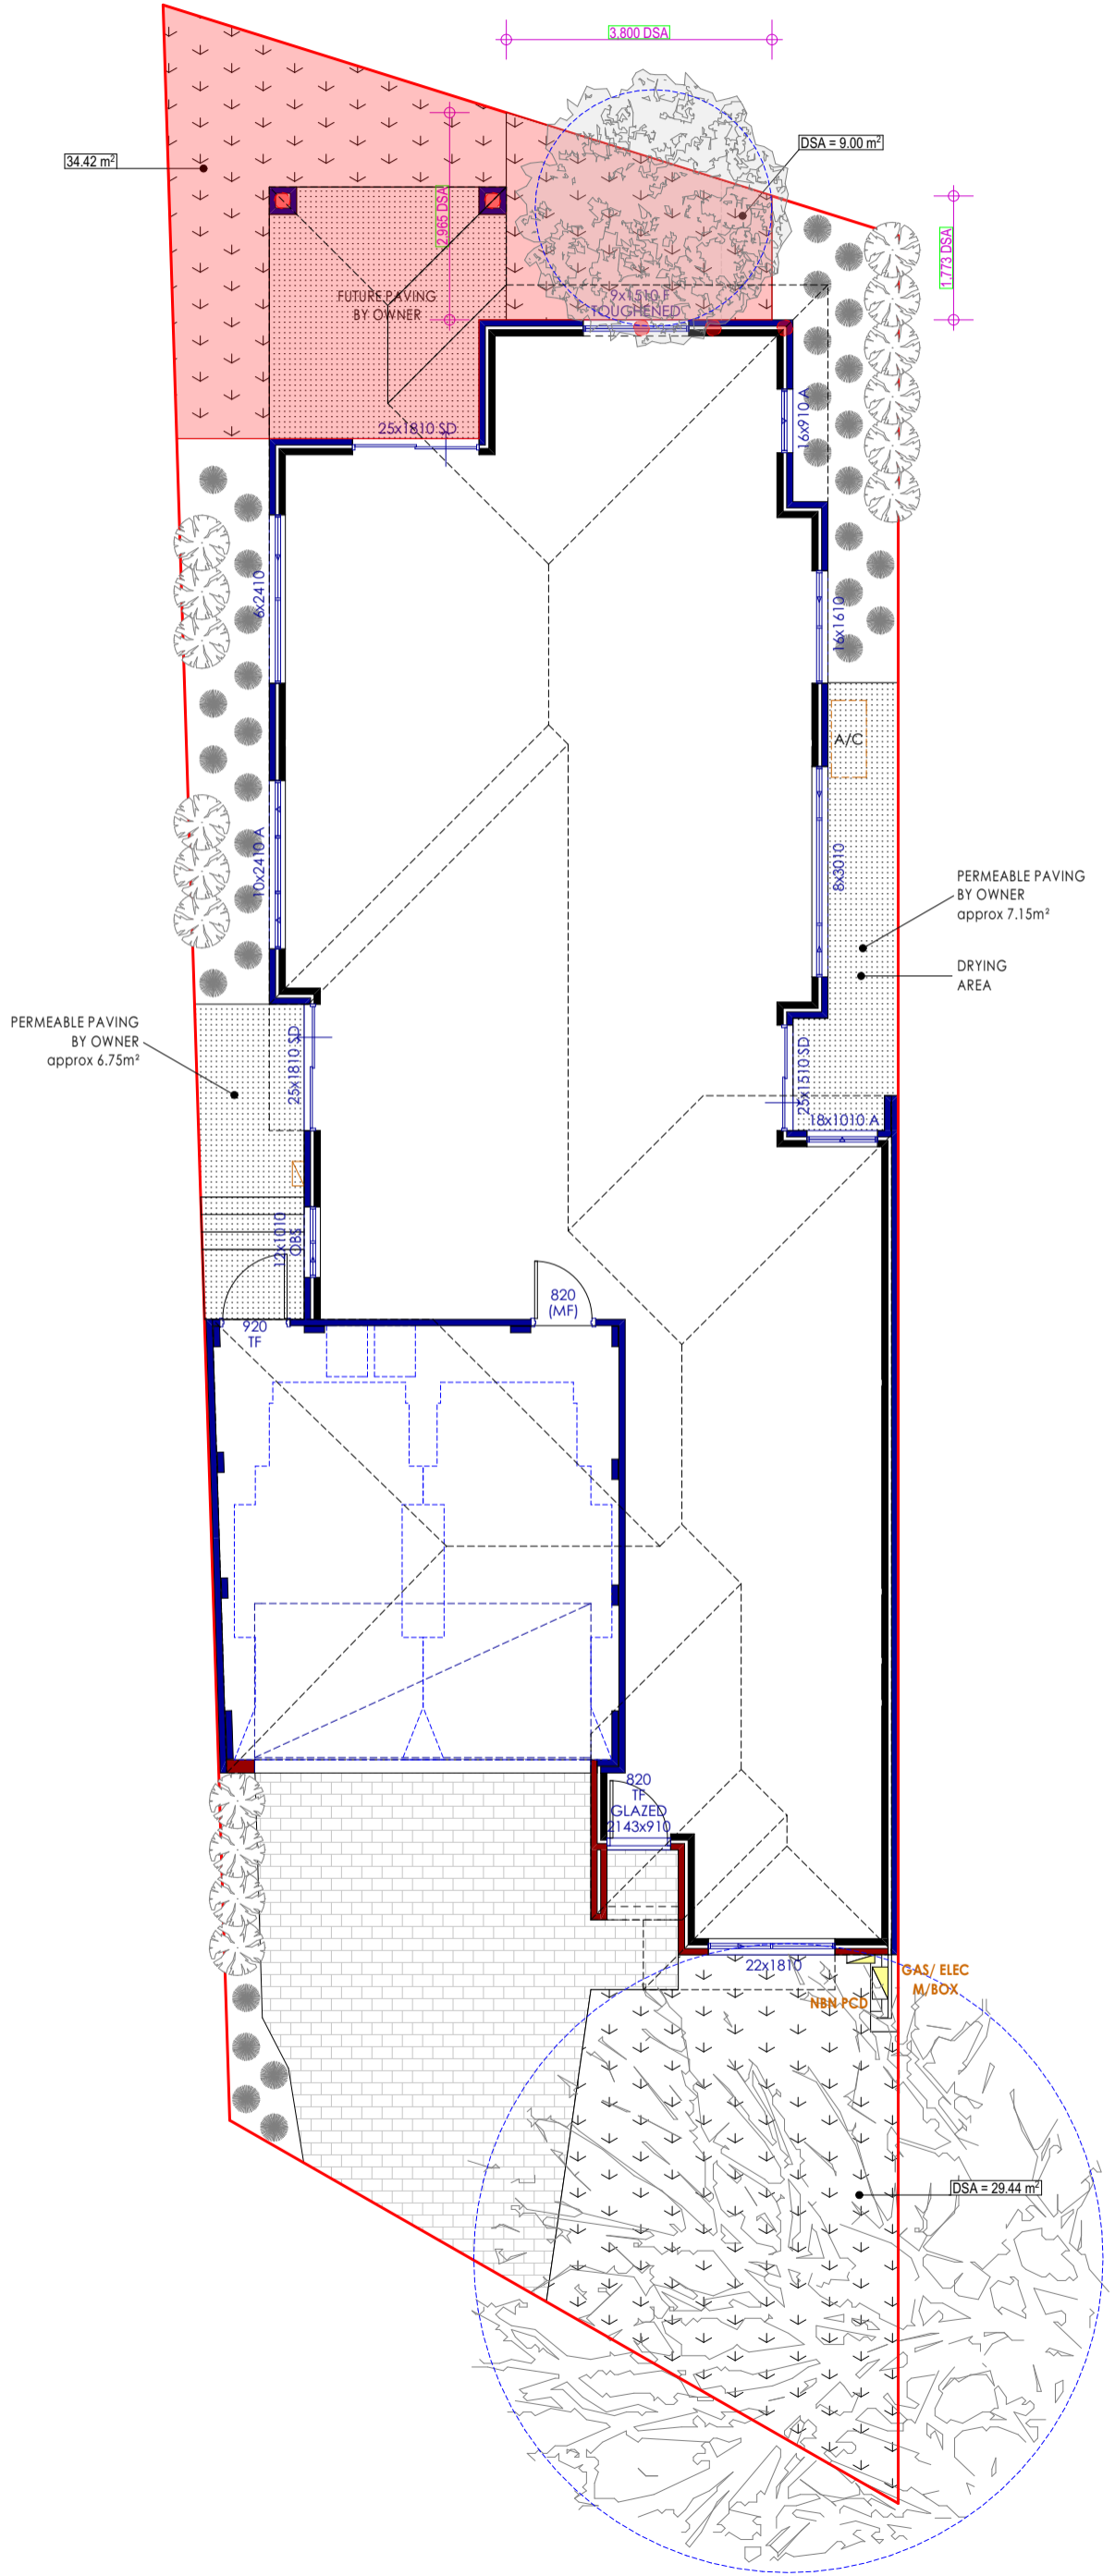 3,800 DSA
DSA = 9.00 m²
34.42 m²
2,965 DSA
1,773 DSA
FUTURE PAVING
BY OWNER
9x1510 F
TOUGHENED
25x1810 SD
16x910 A
6x2410
16x1610
A/C
10x2410 A
8x3010
PERMEABLE PAVING
BY OWNER
approx 7.15m²
DRYING
AREA
PERMEABLE PAVING
BY OWNER
approx 6.75m²
25x1810 SD
25x1510 SD
18x1010 A
12x1010
OBS
820
(MF)
920
TF
820
TF
GLAZED
2143x910
22x1810
GAS/ ELEC
M/BOX
NBN PCD
DSA = 29.44 m²